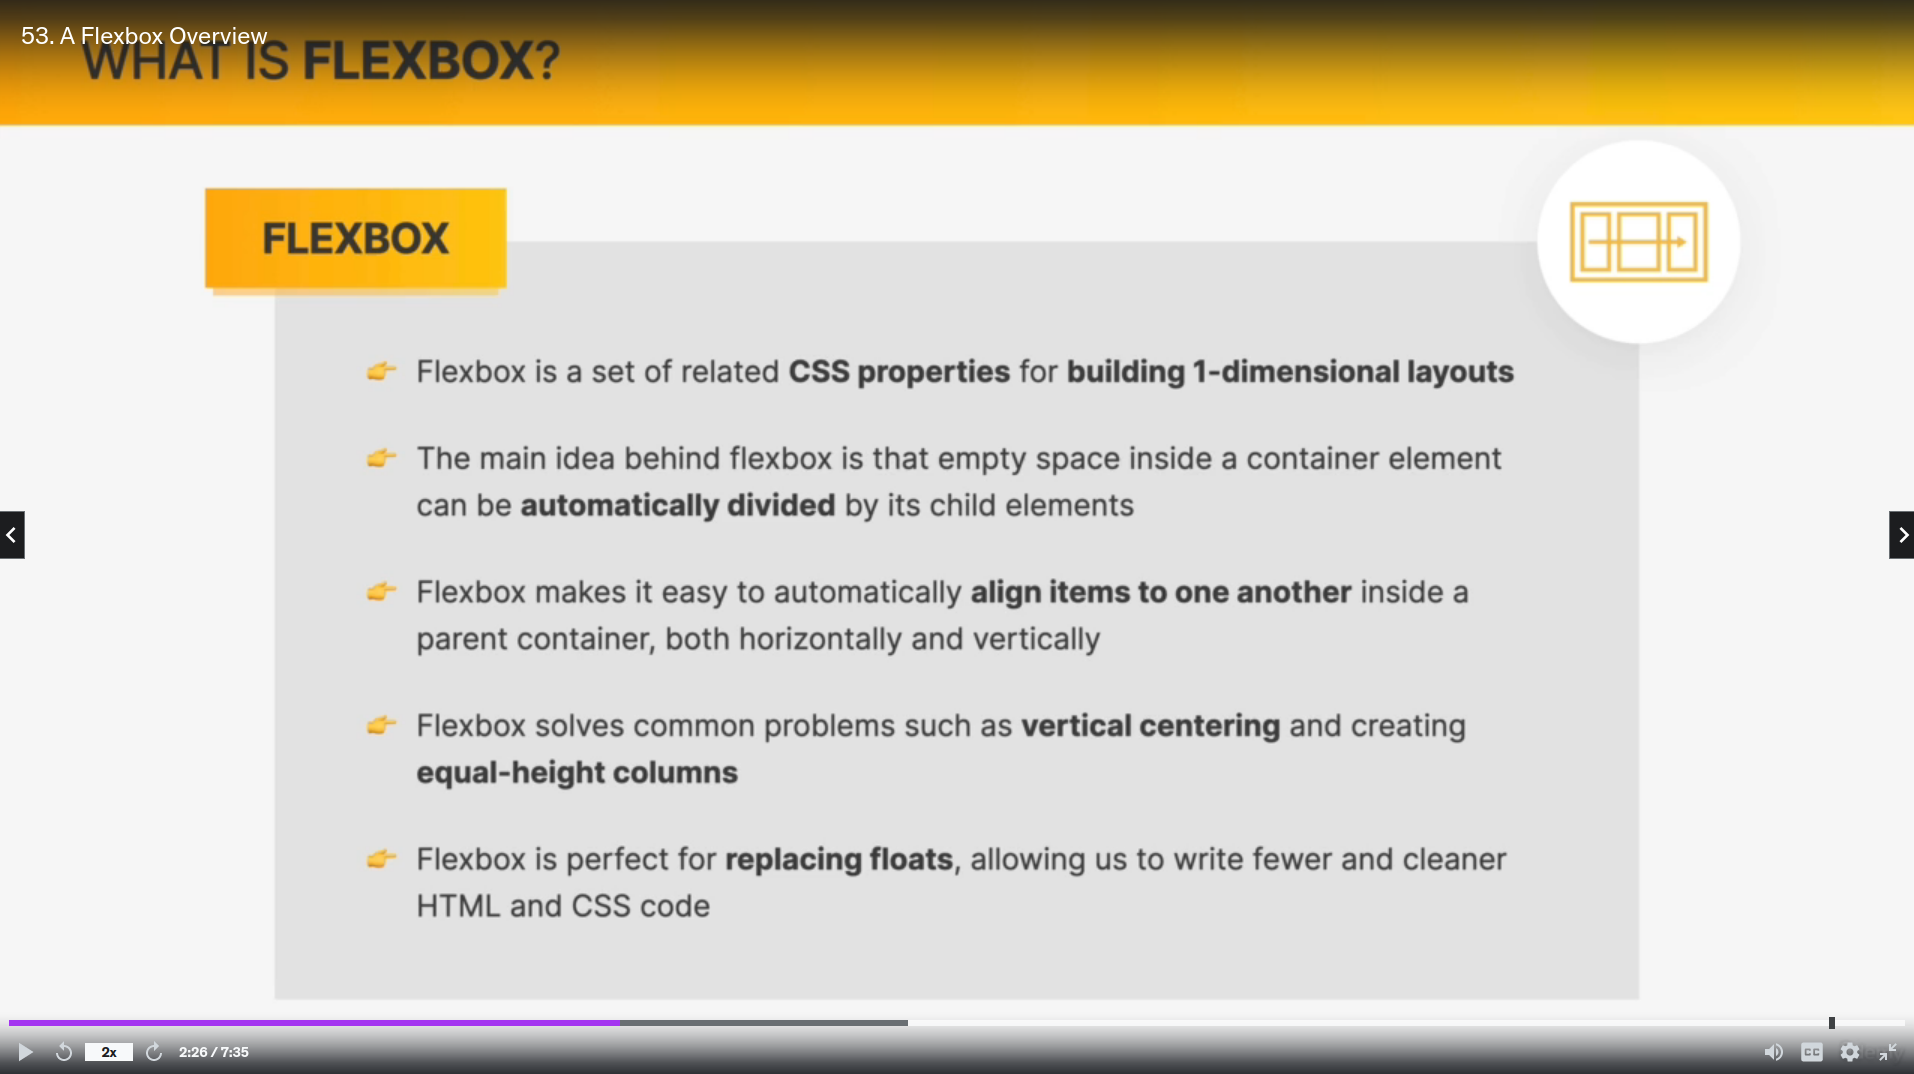 53. A Flexbox Overview
WHAT IS FLEXBOX?
FLEXBOX
Flexbox is a set of related CSS properties for building 1-dimensional layouts
The main idea behind flexbox is that empty space inside a container element
can be automatically divided by its child elements
Flexbox makes it easy to automatically align items to one another inside a
parent container, both horizontally and vertically
Flexbox solves common problems such as vertical centering and creating
equal-height columns
Flexbox is perfect for replacing floats, allowing us to write fewer and cleaner
HTML and CSS code
2x
2:26 / 7:35
CC